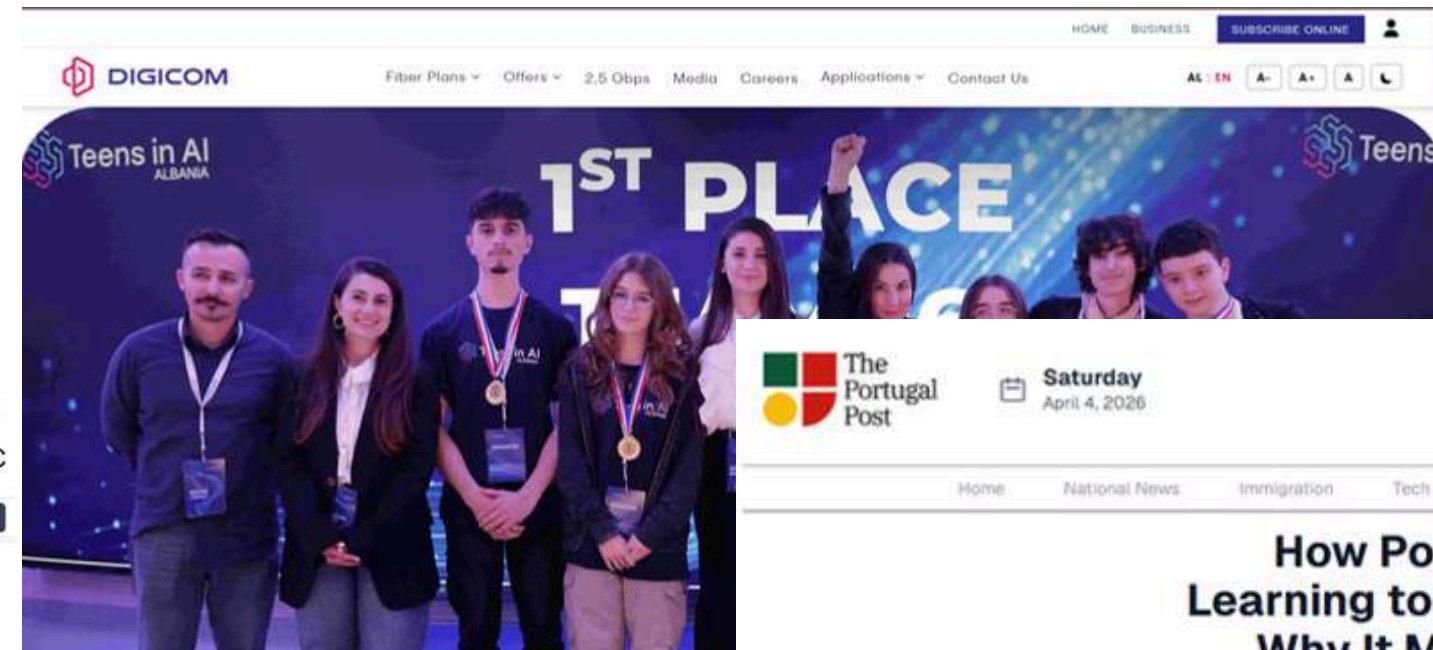 HOME BUSINESS SUBSCRIBE ONLINE
DIGICOM
Fiber Plans Offers 2.5 Gbps Media Careers Applications Contact Us
AL EN A- A+ A
Teens in AI
ALBANIA
1ST PLACE
Teens
The
Portugal
Post
Saturday
April 4, 2026
Home National News Immigration Tech
How Po
Learning to
Why It M